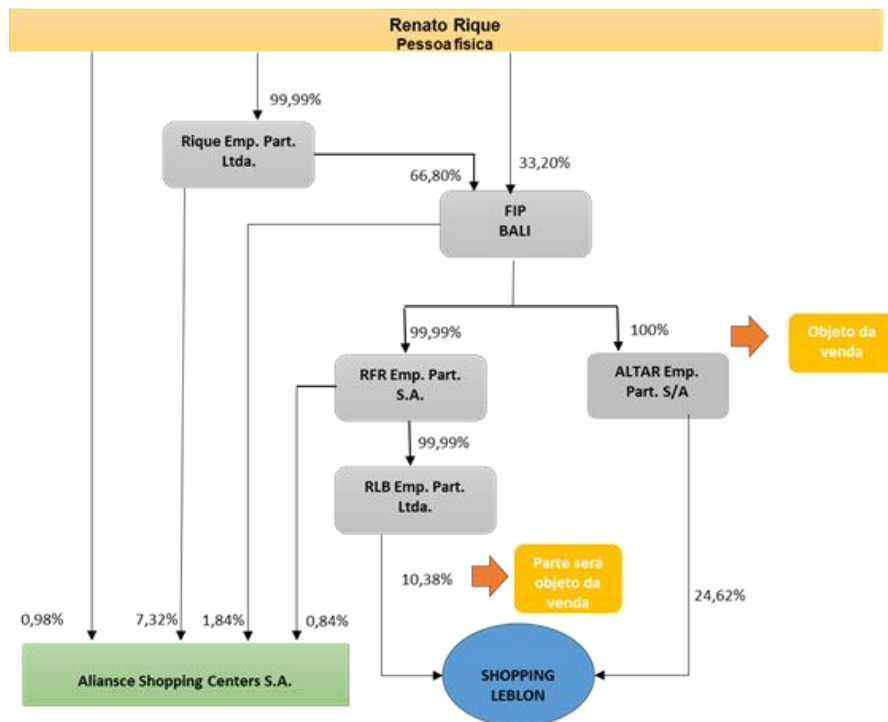 Renato Rique
Pessoa física
99,99%
Rique Emp. Part.
Ltda.
66,80%
33,20%
FIP
BALI
99,99%
100%
Objeto da
venda
RFR Emp. Part.
S.A.
ALTAR Emp.
Part. S/A
99,99%
RLB Emp. Part.
Ltda.
Parte será
objeto da
venda
10,38%
24,62%
0,98%
7,32%
1,84%
0,84%
Aliansce Shopping Centers S.A.
SHOPPING
LEBLON